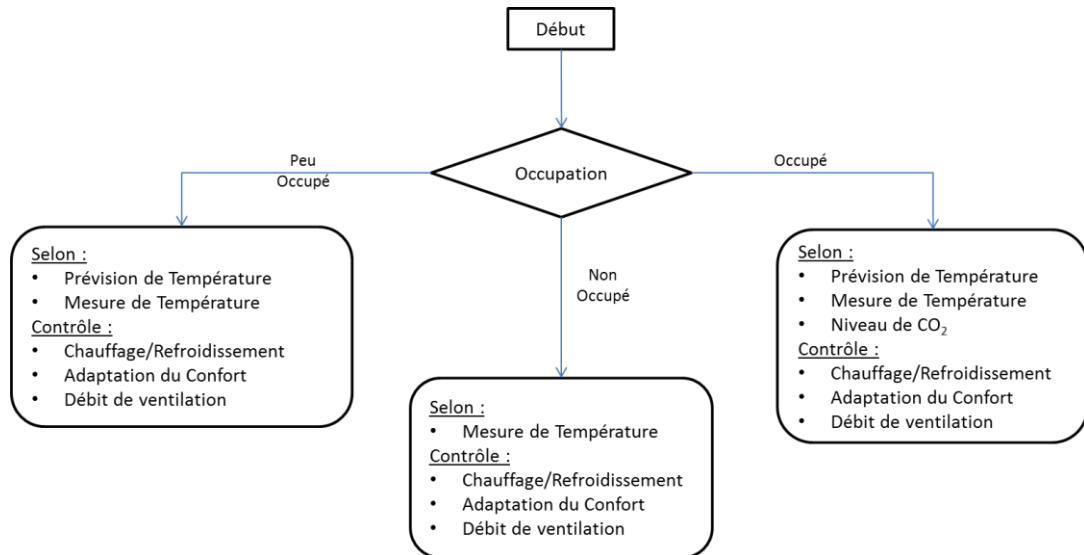 Début
Occupation
Peu
Occupé
Selon :
• Prévision de Température
• Mesure de Température
Contrôle :
• Chauffage/Refroidissement
• Adaptation du Confort
• Débit de ventilation
Non
Occupé
Selon :
• Mesure de Température
Contrôle :
• Chauffage/Refroidissement
• Adaptation du Confort
• Débit de ventilation
Occupé
Selon :
• Prévision de Température
• Mesure de Température
• Niveau de CO₂
Contrôle :
• Chauffage/Refroidissement
• Adaptation du Confort
• Débit de ventilation